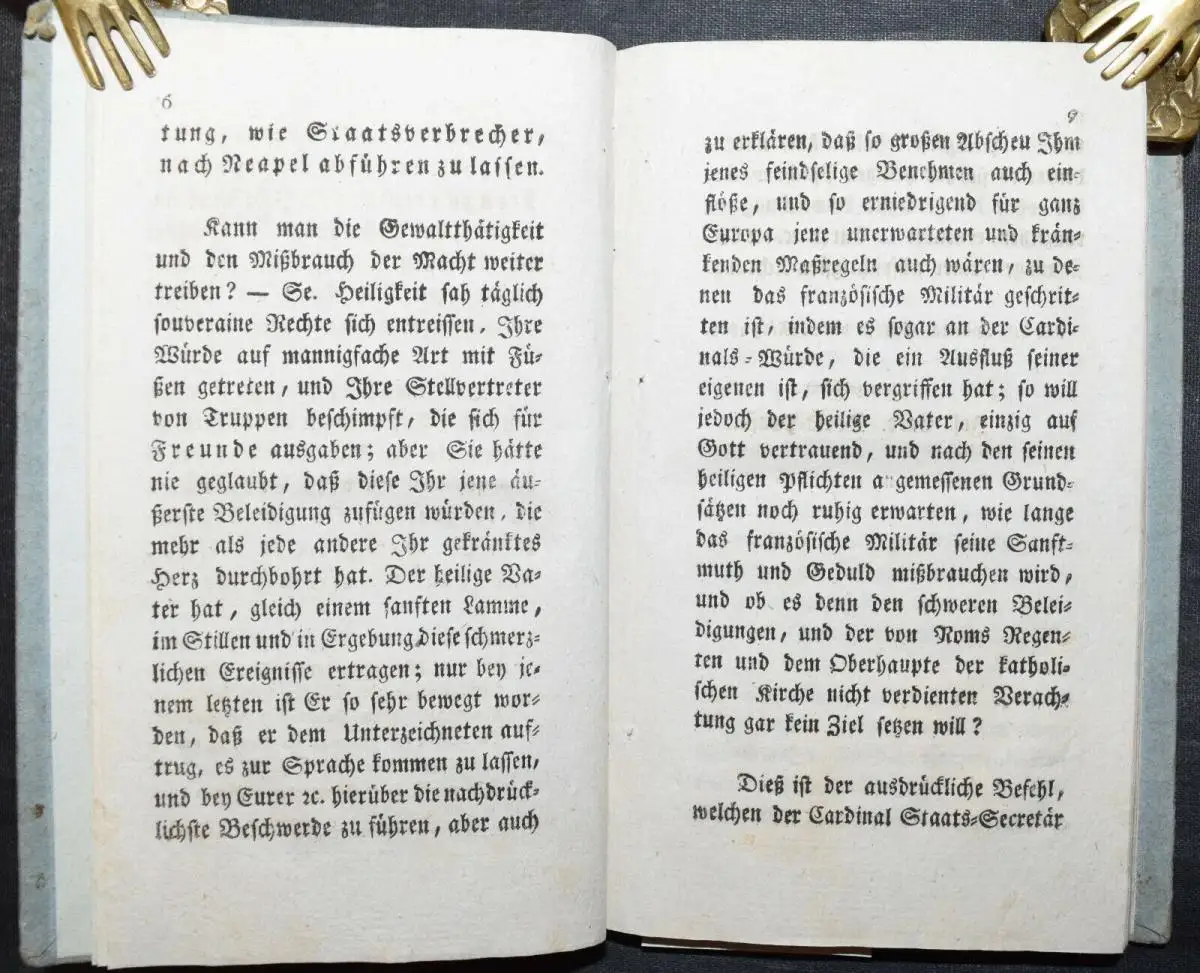 6
tung, wie Staatsverbrecher,
nach Neapel abführen zu lassen.
Kann man die Gewaltthätigkeit
und den Mißbrauch der Macht weiter
treiben? — Se. Heiligkeit sah täglich
souveraine Rechte sich entreissen, Ihre
Würde auf mannigfache Art mit Fü-
ßen getreten, und Ihre Stellvertreter
von Truppen beschimpft, die sich für
Freunde ausgaben; aber Sie hätte
nie geglaubt, daß diese Ihr jene äu-
ßerste Beleidigung zufügen würden, die
mehr als jede andere Ihr gekränktes
Herz durchbohrt hat. Der heilige Va-
ter hat, gleich einem sanften Lamme,
im Stillen und in Ergebung diese schmerz-
lichen Ereignisse ertragen; nur bey je-
nem letzten ist Er so sehr bewegt wor-
den, daß er dem Unterzeichneten auf-
trug, es zur Sprache kommen zu lassen,
und bey Eurer ꝛc. hierüber die nachdrück-
lichste Beschwerde zu führen, aber auch
9
zu erklären, daß so großen Abscheu Ihm
jenes feindselige Benehmen auch ein-
flöße, und so erniedrigend für ganz
Europa jene unerwarteten und krän-
kenden Maßregeln auch wären, zu de-
nen das französische Militär geschrit-
ten ist, indem es sogar an der Cardi-
nals-Würde, die ein Ausfluß seiner
eigenen ist, sich vergriffen hat; so will
jedoch der heilige Vater, einzig auf
Gott vertrauend, und nach den seinen
heiligen Pflichten angemessenen Grund-
sätzen noch ruhig erwarten, wie lange
das französische Militär seine Sanft-
muth und Geduld mißbrauchen wird,
und ob es denn den schweren Belei-
digungen, und der von Roms Regen-
ten und dem Oberhaupte der katholi-
schen Kirche nicht verdienten Verach-
tung gar kein Ziel setzen will?
Dieß ist der ausdrückliche Befehl,
welchen der Cardinal Staats-Secretär